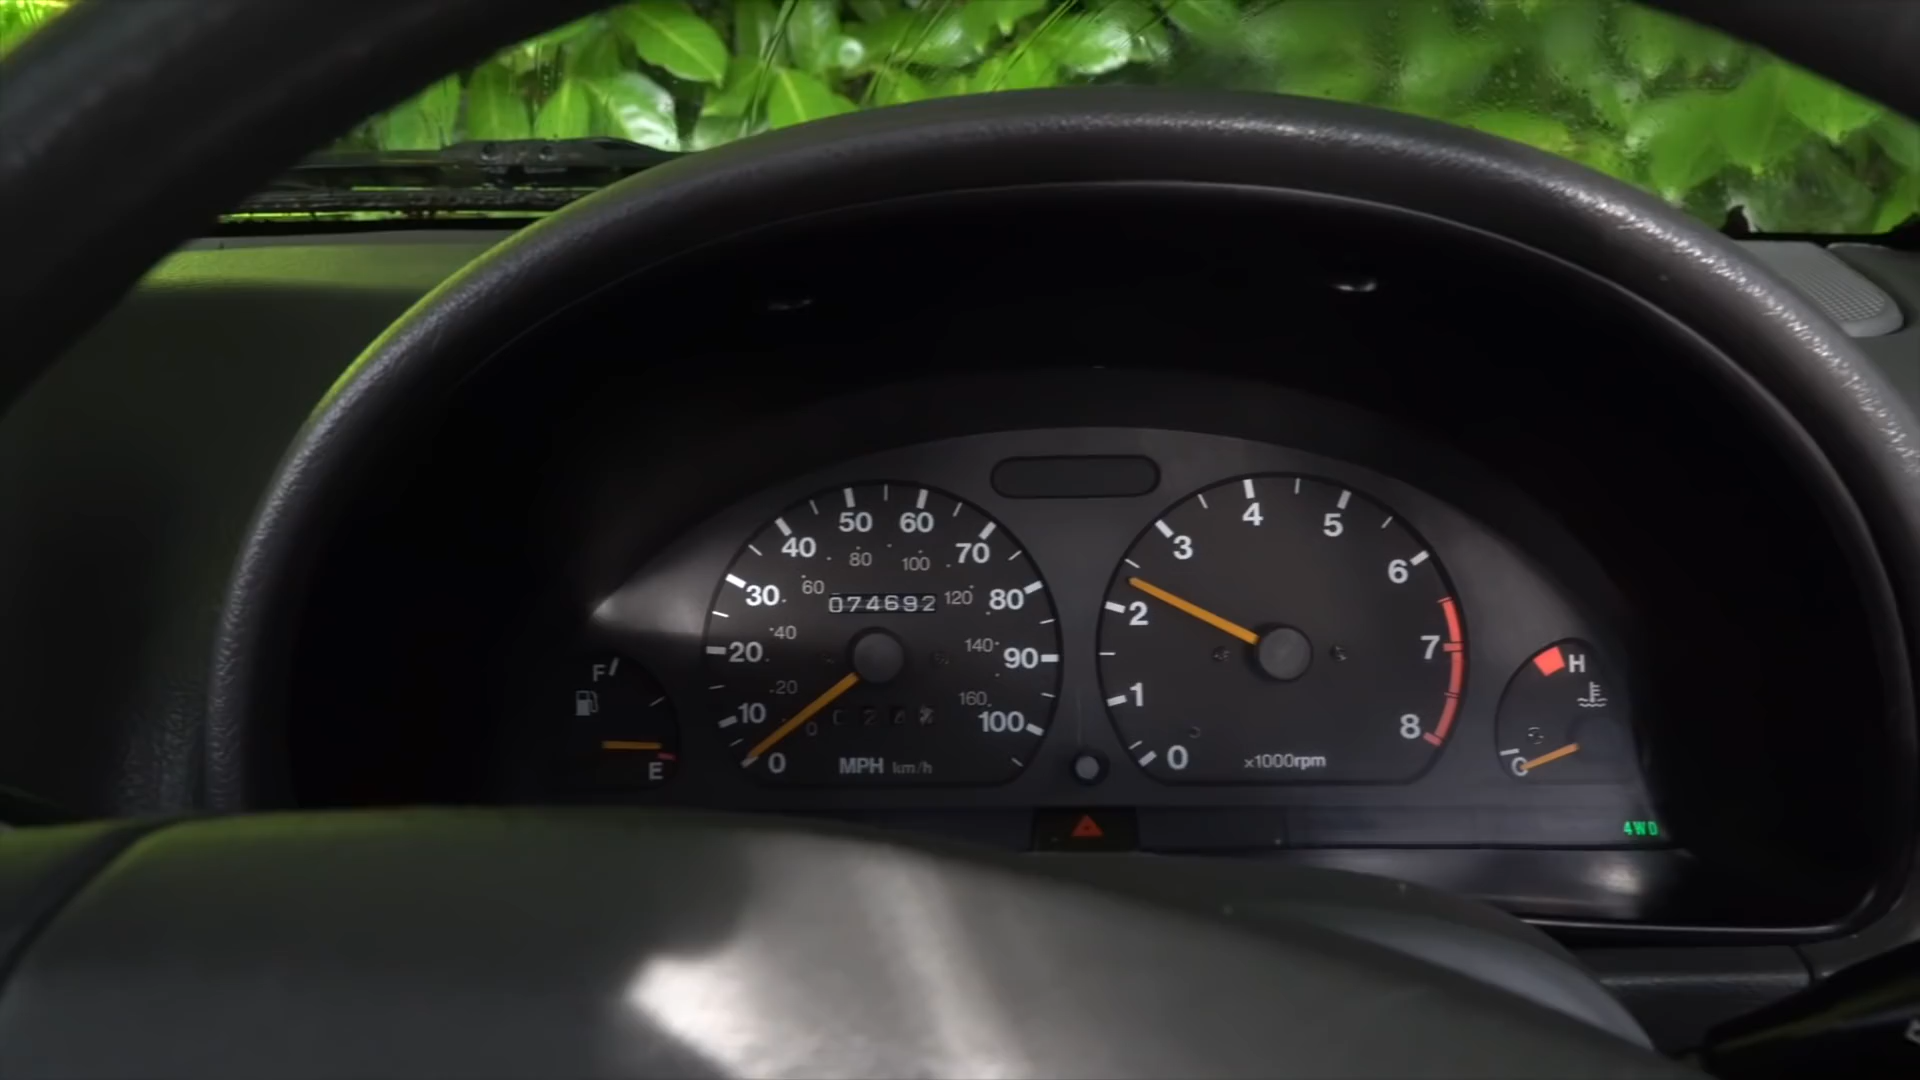 50 60
4 5
40 70
3
80 100
6
30 60 120 80
074692
2
40
20 140 90
7
F H
20
1
10 160 100
8
0
0 0
E
MPH km/h
x1000rpm
C
4WD